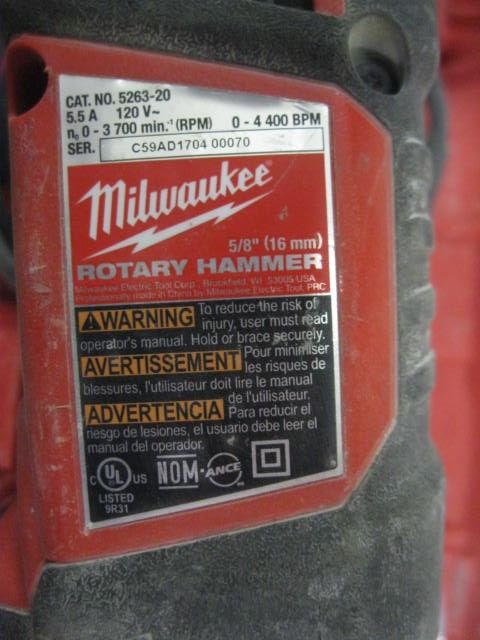 CAT. NO. 5263-20
5.5 A 120 V~
n₀ 0 - 3 700 min.⁻¹ (RPM) 0 - 4 400 BPM
SER. C59AD1704 00070
Milwaukee
5/8" (16 mm)
ROTARY HAMMER
Milwaukee Electric Tool Corp., Brookfield, WI 53005 USA
Professionally made in China by Milwaukee Electric Tool, PRC
WARNING To reduce the risk of
injury, user must read
operator's manual. Hold or brace securely.
AVERTISSEMENT Pour minimiser
les risques de
blessures, l'utilisateur doit lire le manuel
de l'utilisateur.
ADVERTENCIA Para reducir el
riesgo de lesiones, el usuario debe leer el
manual del operador.
C UL US
LISTED
9R31
NOM-ANCE